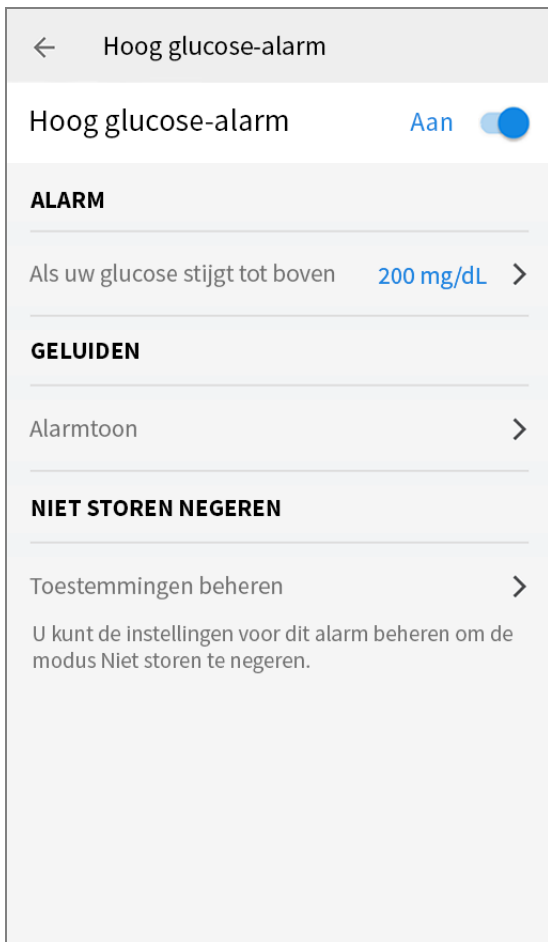 Hoog glucose-alarm
Hoog glucose-alarm Aan
ALARM
Als uw glucose stijgt tot boven 200 mg/dL
GELUIDEN
Alarmtoon
NIET STOREN NEGEREN
Toestemmingen beheren
U kunt de instellingen voor dit alarm beheren om de
modus Niet storen te negeren.